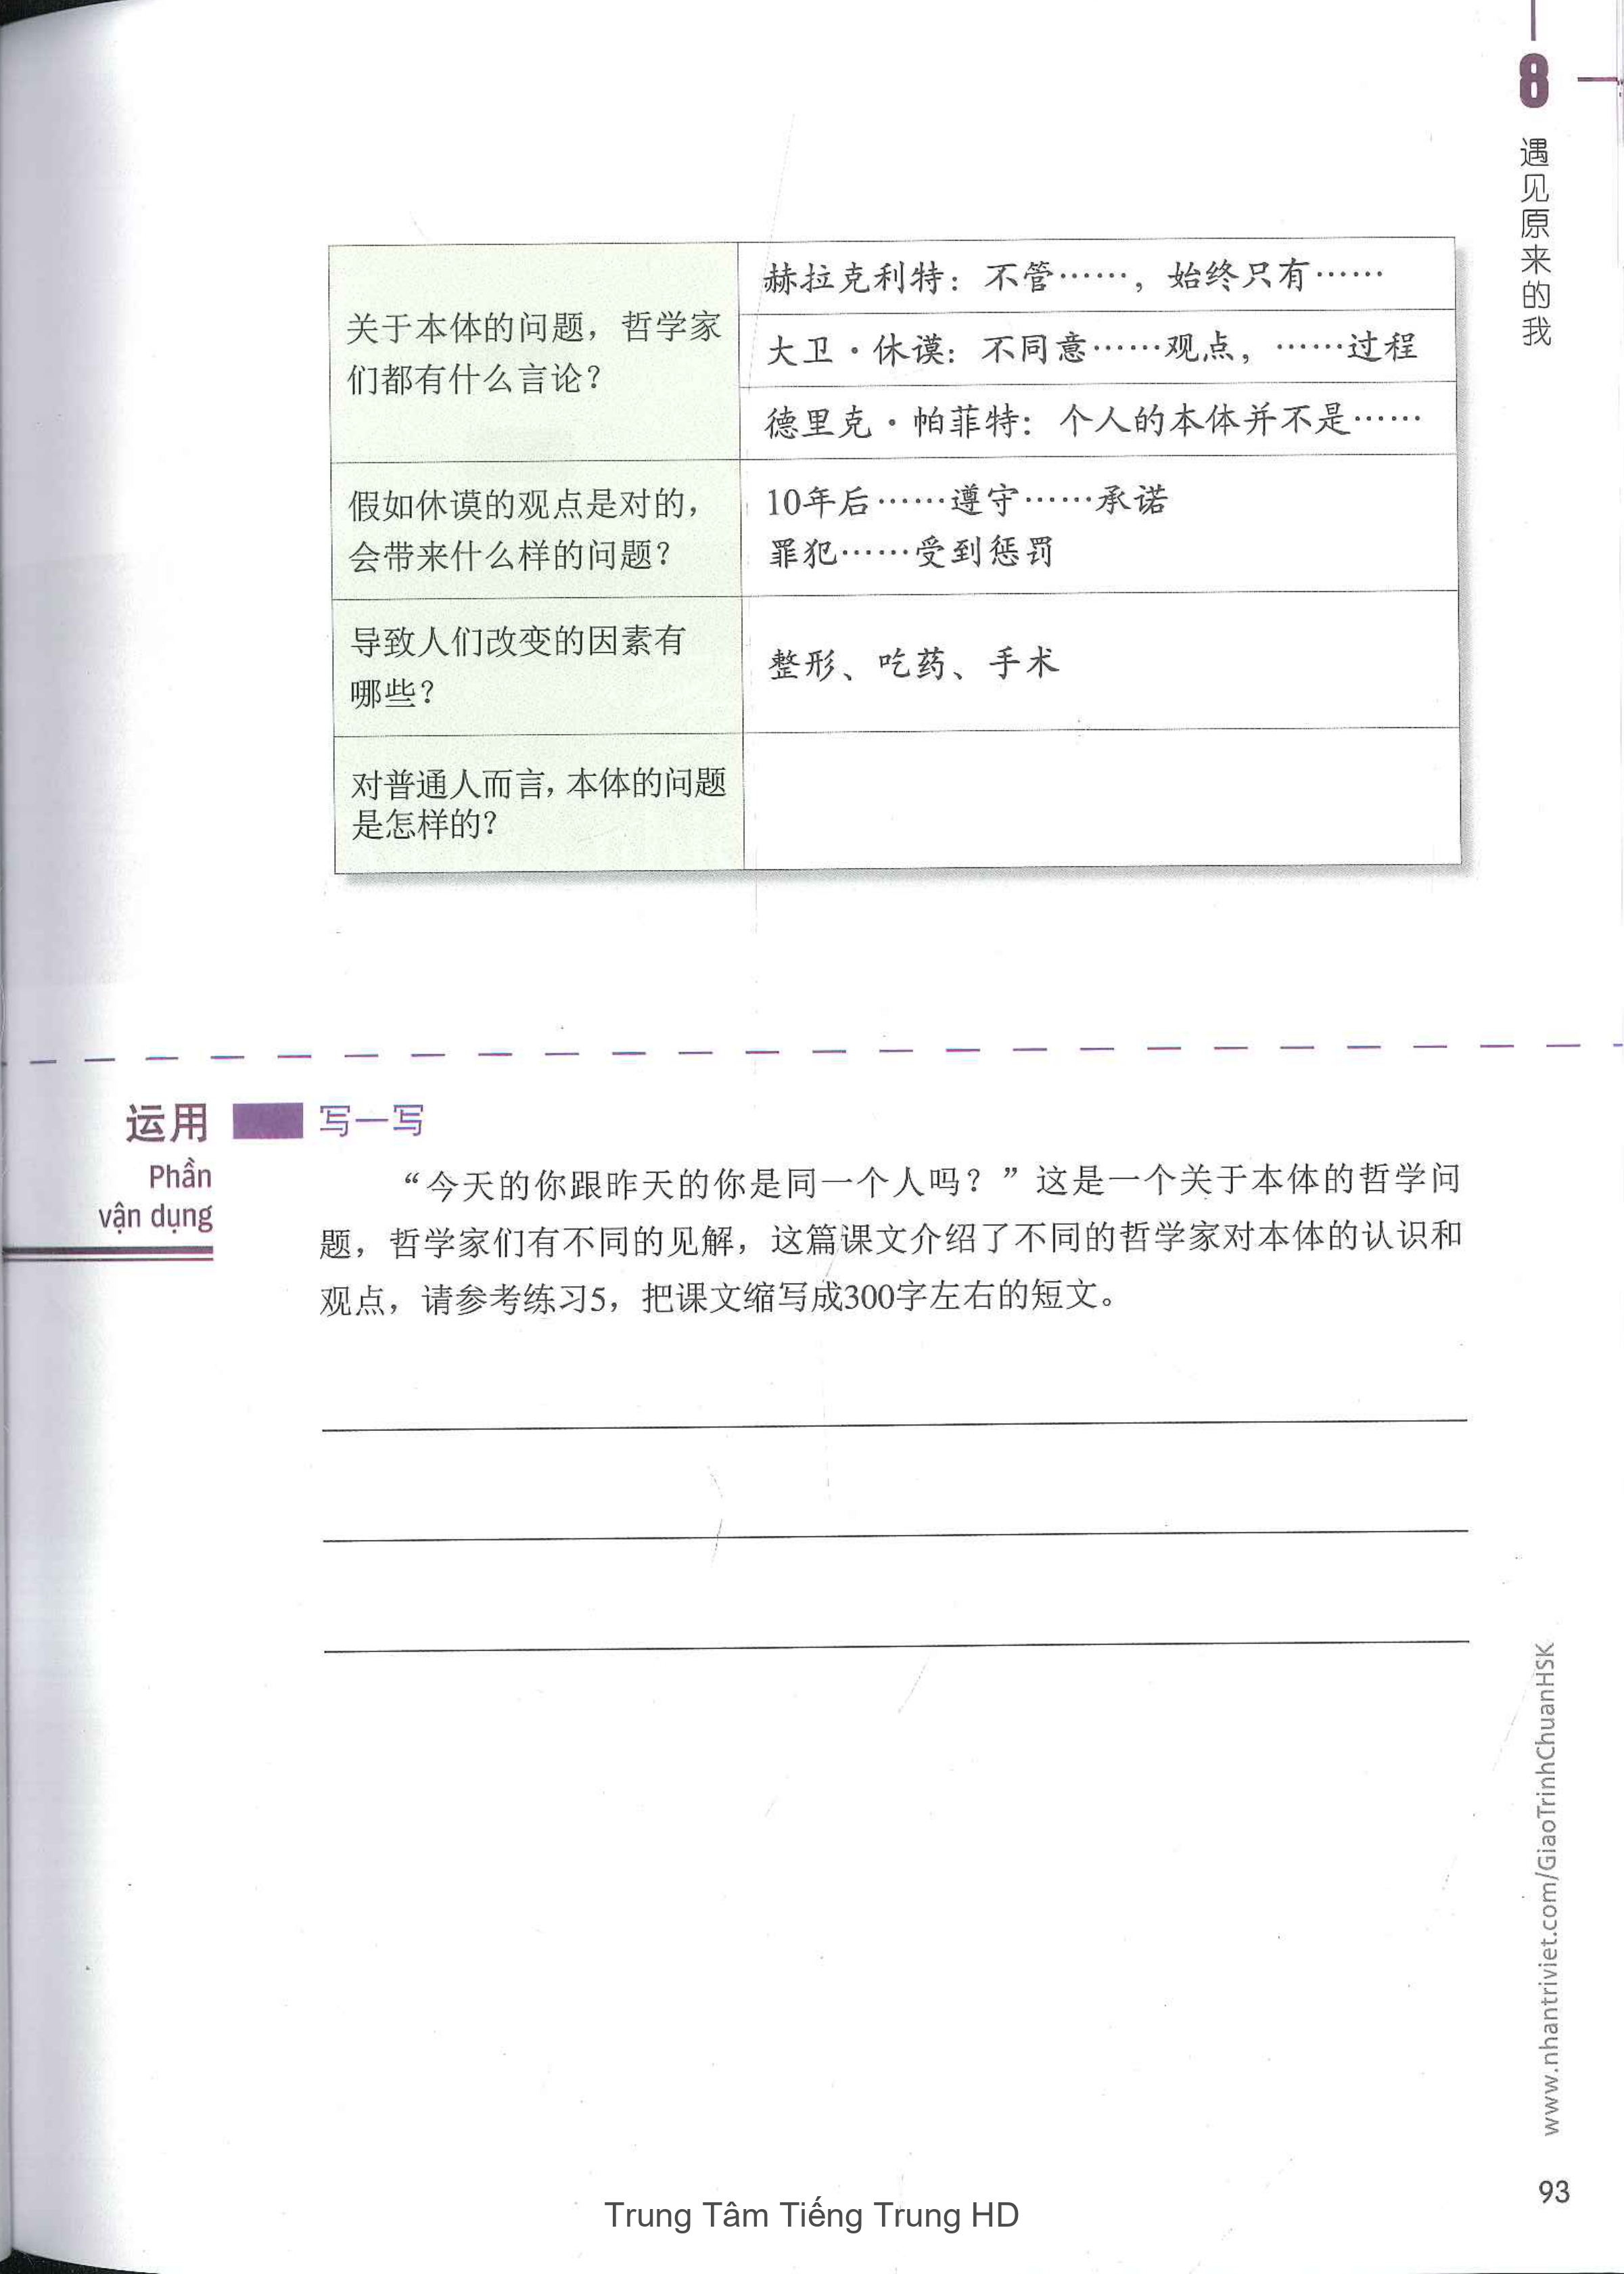 8
遇见原来的我
关于本体的问题，哲学家
们都有什么言论？
赫拉克利特：不管……，始终只有……
大卫·休谟：不同意……观点，……过程
德里克·帕菲特：个人的本体并不是……
假如休谟的观点是对的，
会带来什么样的问题？
10年后……遵守……承诺
罪犯……受到惩罚
导致人们改变的因素有
哪些？
整形、吃药、手术
对普通人而言，本体的问题
是怎样的？
运用
Phần
vận dụng
写一写
“今天的你跟昨天的你是同一个人吗？”这是一个关于本体的哲学问
题，哲学家们有不同的见解，这篇课文介绍了不同的哲学家对本体的认识和
观点，请参考练习5，把课文缩写成300字左右的短文。
www.nhantriviet.com/GiaoTrinhChuanHSK
93
Trung Tâm Tiếng Trung HD